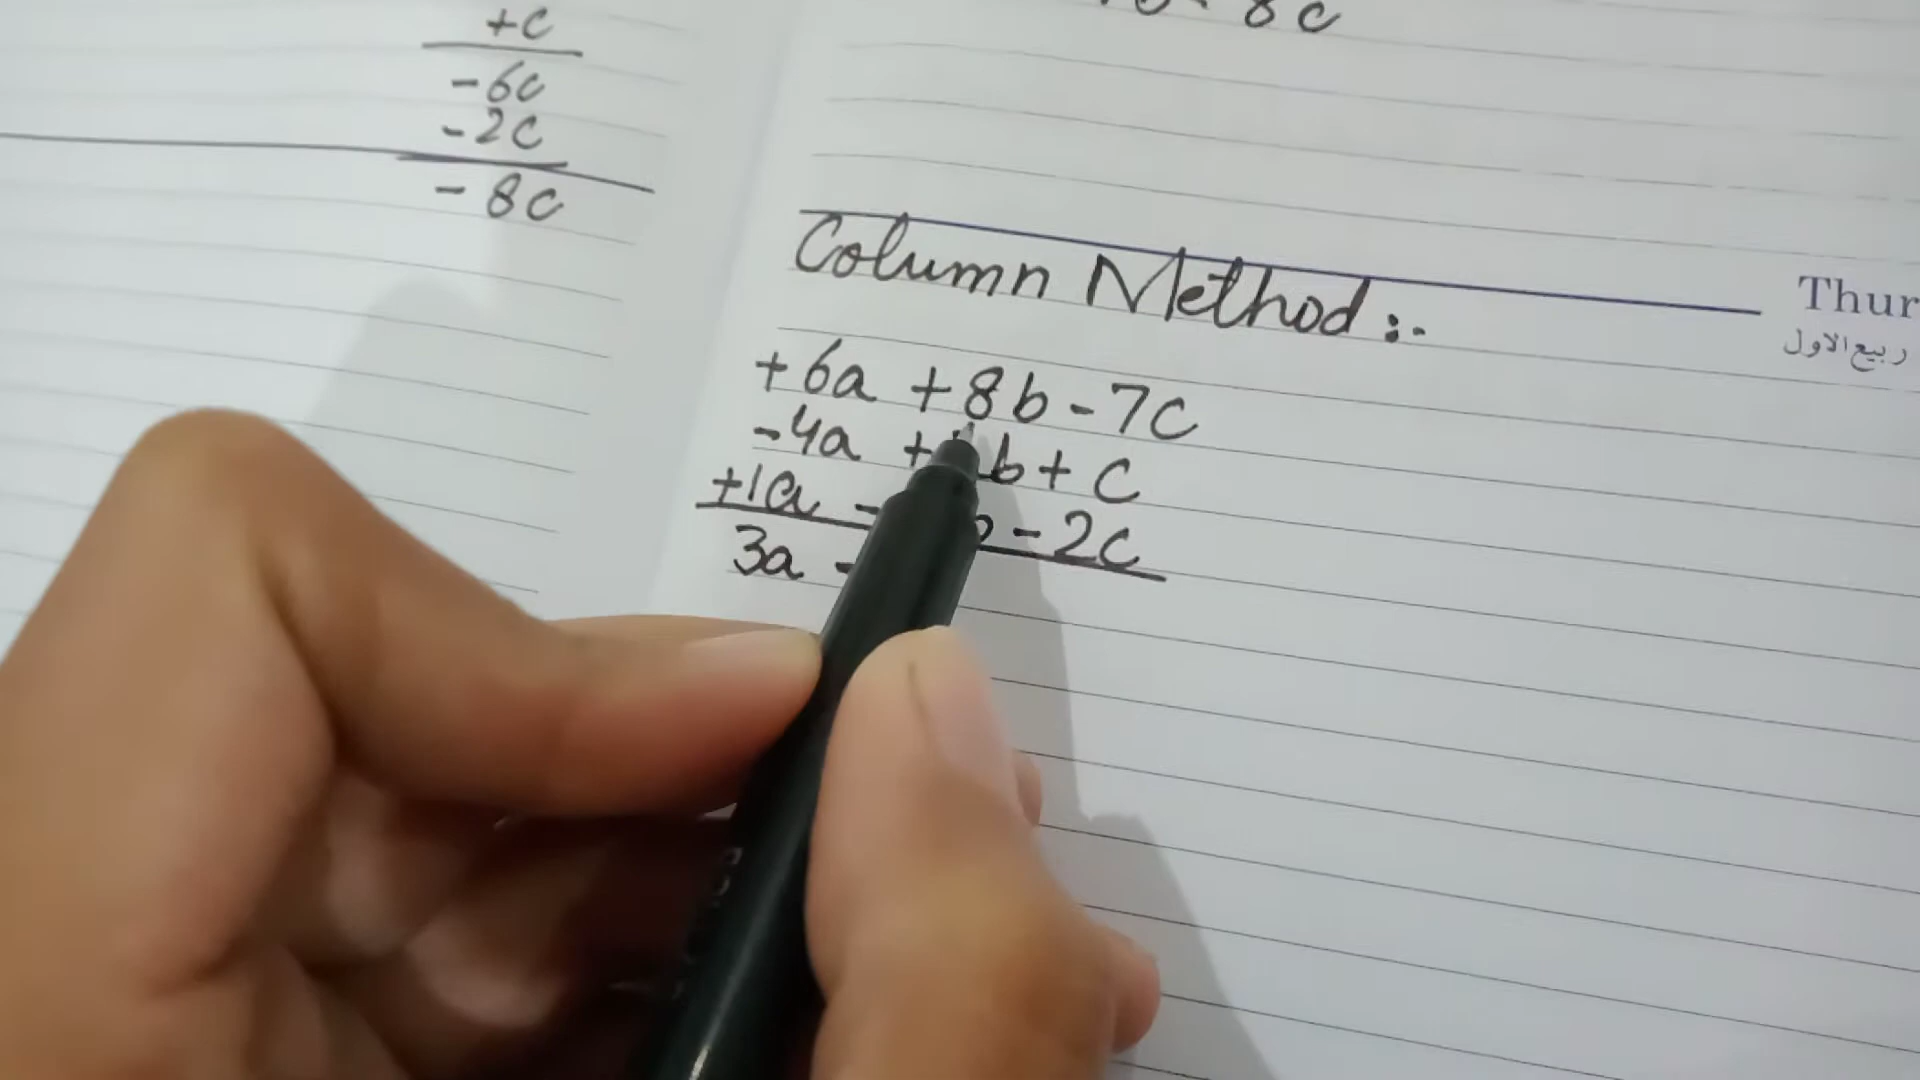 +c
-6c
-2c
-8c
8c
Column Method :-
Thur
ربيع الاول
+6a +8b -7c
-4a + b + c
+1a - -2c
3a -